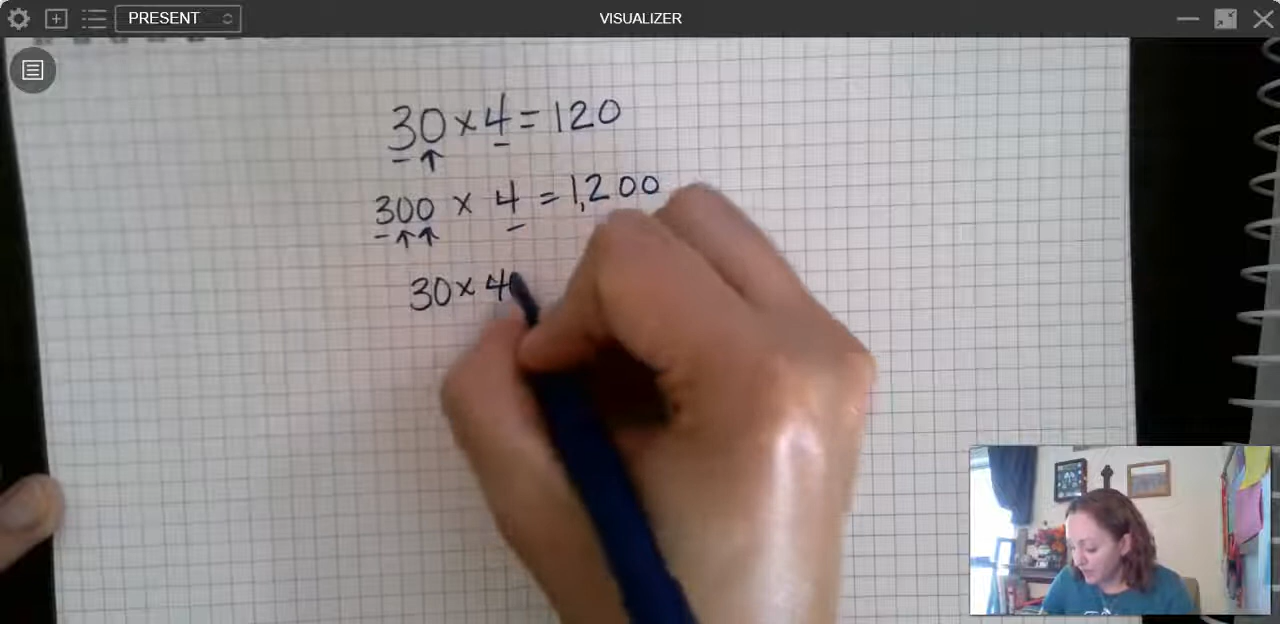 PRESENT
VISUALIZER
30 × 4 = 120
300 × 4 = 1,200
30 × 4